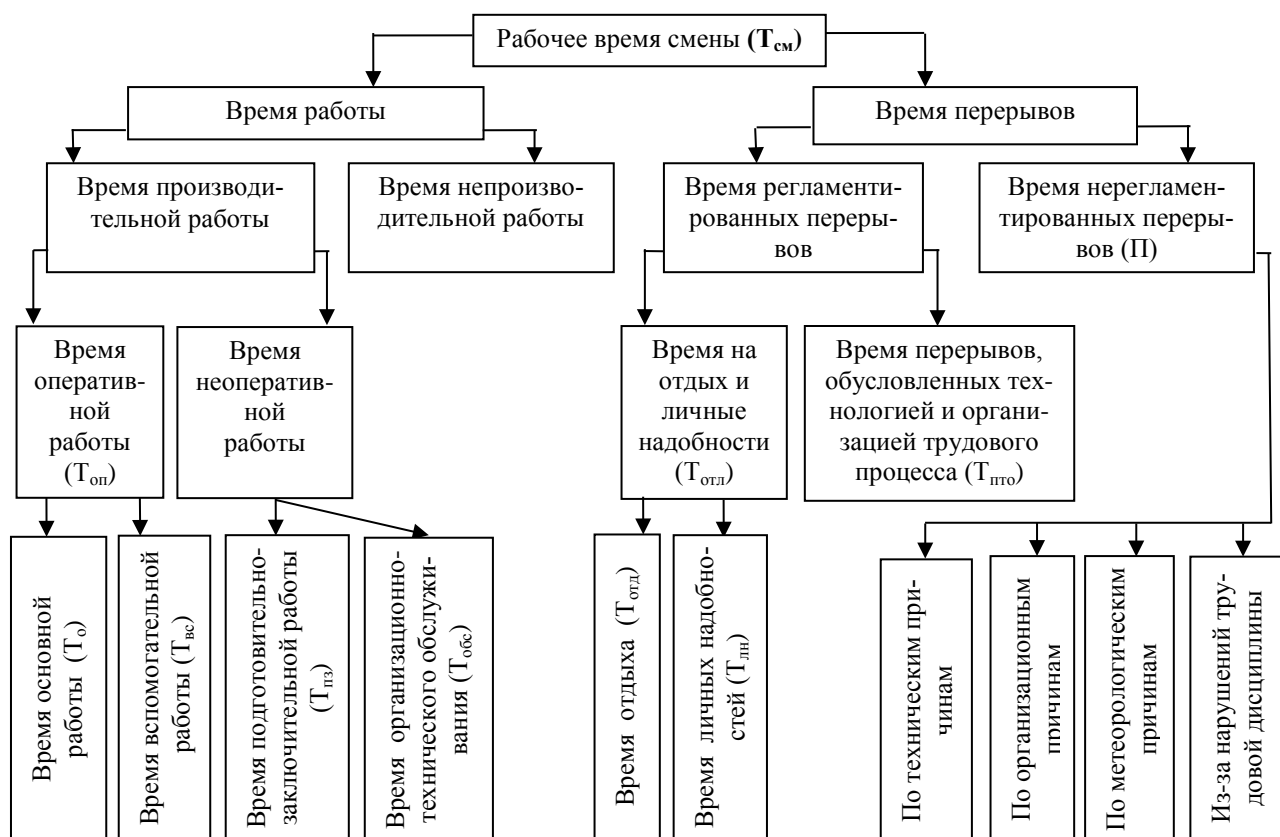 Рабочее время смены (Тсм)
Время работы
Время перерывов
Время производи-
тельной работы
Время непроизво-
дительной работы
Время регламенти-
рованных переры-
вов
Время нерегламен-
тированных переры-
вов (П)
Время
оператив-
ной
работы
(Топ)
Время
неоператив-
ной
работы
Время на
отдых и
личные
надобности
(Тотл)
Время перерывов,
обусловленных тех-
нологией и органи-
зацией трудового
процесса (Тпто)
Время основной
работы (То)
Время вспомогательной
работы (Твс)
Время подготовительно-
заключительной работы
(Тпз)
Время организационно-
технического обслужи-
вания (Тобс)
Время отдыха (Тотд)
Время личных надобно-
стей (Тлн)
По техническим при-
чинам
По организационным
причинам
По метеорологическим
причинам
Из-за нарушений тру-
довой дисциплины